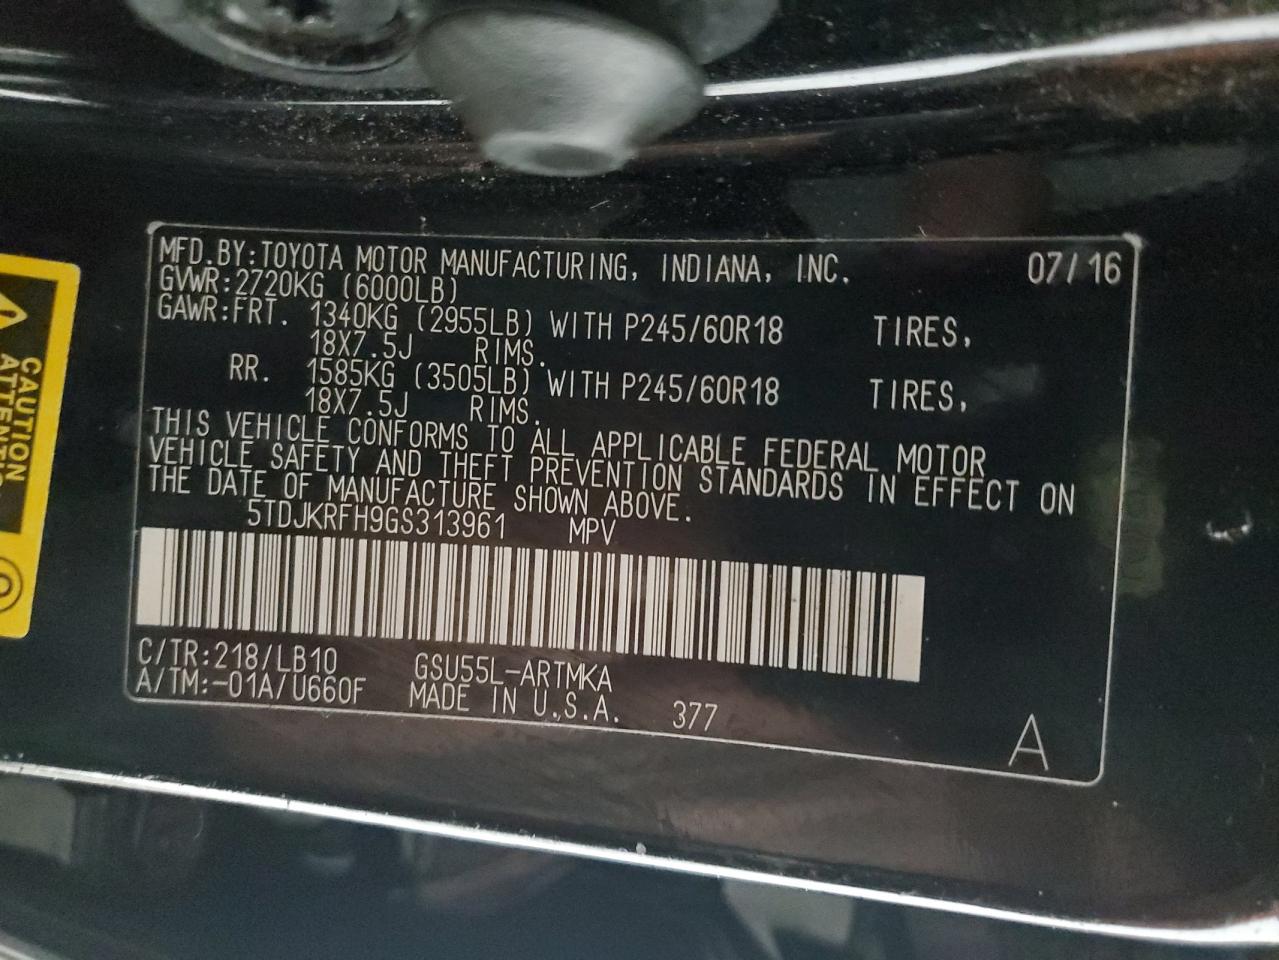 MFD.BY:TOYOTA MOTOR MANUFACTURING, INDIANA, INC. 07/16
GVWR:2720KG (6000LB)
GAWR:FRT. 1340KG (2955LB) WITH P245/60R18 TIRES,
18X7.5J RIMS.
RR. 1585KG (3505LB) WITH P245/60R18 TIRES,
18X7.5J RIMS.
THIS VEHICLE CONFORMS TO ALL APPLICABLE FEDERAL MOTOR
VEHICLE SAFETY AND THEFT PREVENTION STANDARDS IN EFFECT ON
THE DATE OF MANUFACTURE SHOWN ABOVE.
5TDJKRFH9GS313961 MPV
C/TR:218/LB10 GSU55L-ARTMKA
A/TM:-01A/U660F MADE IN U.S.A. 377
A
CAUTION